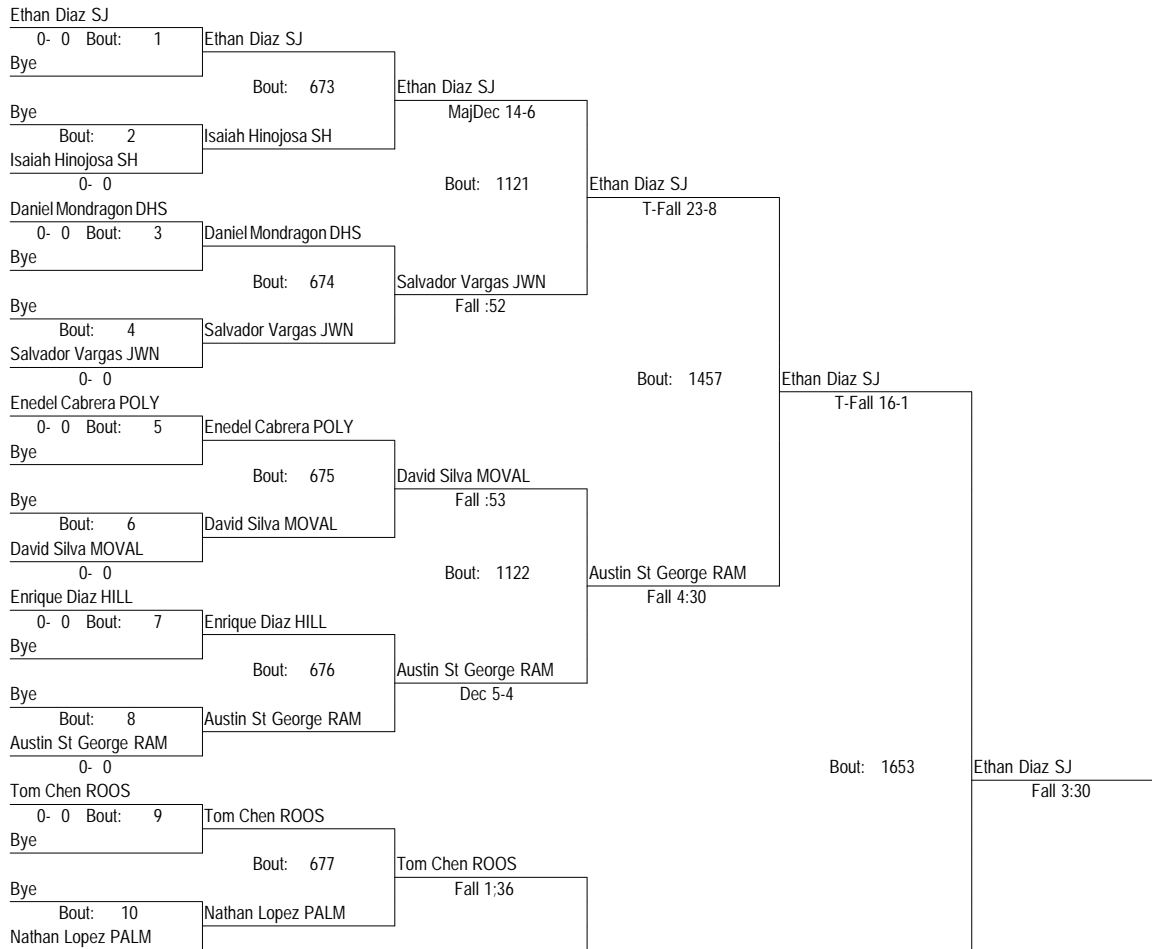 Ethan Diaz SJ
0- 0 Bout: 1 Ethan Diaz SJ
Bye
Bout: 673 Ethan Diaz SJ
Bye MajDec 14-6
Bout: 2 Isaiah Hinojosa SH
Isaiah Hinojosa SH
0- 0 Bout: 1121 Ethan Diaz SJ
Daniel Mondragon DHS T-Fall 23-8
0- 0 Bout: 3 Daniel Mondragon DHS
Bye
Bout: 674 Salvador Vargas JWN
Bye Fall :52
Bout: 4 Salvador Vargas JWN
Salvador Vargas JWN
0- 0 Bout: 1457 Ethan Diaz SJ
Enedel Cabrera POLY T-Fall 16-1
0- 0 Bout: 5 Enedel Cabrera POLY
Bye
Bout: 675 David Silva MOVAL
Bye Fall :53
Bout: 6 David Silva MOVAL
David Silva MOVAL
0- 0 Bout: 1122 Austin St George RAM
Enrique Diaz HILL Fall 4:30
0- 0 Bout: 7 Enrique Diaz HILL
Bye
Bout: 676 Austin St George RAM
Bye Dec 5-4
Bout: 8 Austin St George RAM
Austin St George RAM
0- 0 Bout: 1653 Ethan Diaz SJ
Tom Chen ROOS Fall 3:30
0- 0 Bout: 9 Tom Chen ROOS
Bye
Bout: 677 Tom Chen ROOS
Bye Fall 1;36
Bout: 10 Nathan Lopez PALM
Nathan Lopez PALM